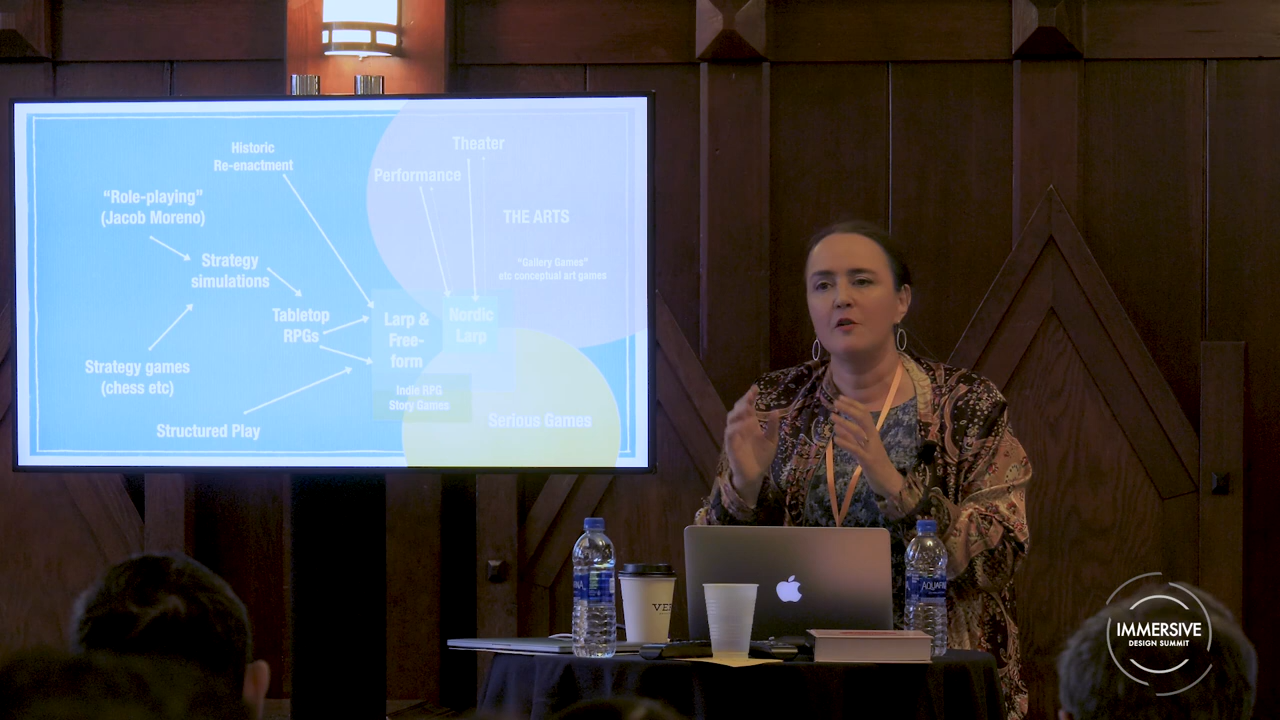 Historic
Re-enactment
Theater
Performance
"Role-playing"
(Jacob Moreno)
THE ARTS
Strategy
simulations
"Gallery Games"
etc conceptual art games
Tabletop
RPGs
Larp &
Free-
form
Nordic
Larp
Strategy games
(chess etc)
Indie RPG
Story Games
Structured Play
Serious Games
AQUAFI
VE
IMMERSIVE
DESIGN SUMMIT